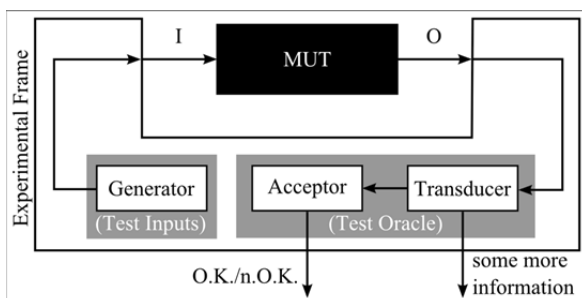 I
MUT
O
Experimental Frame
Generator
(Test Inputs)
Acceptor
Transducer
(Test Oracle)
O.K./n.O.K.
some more
information